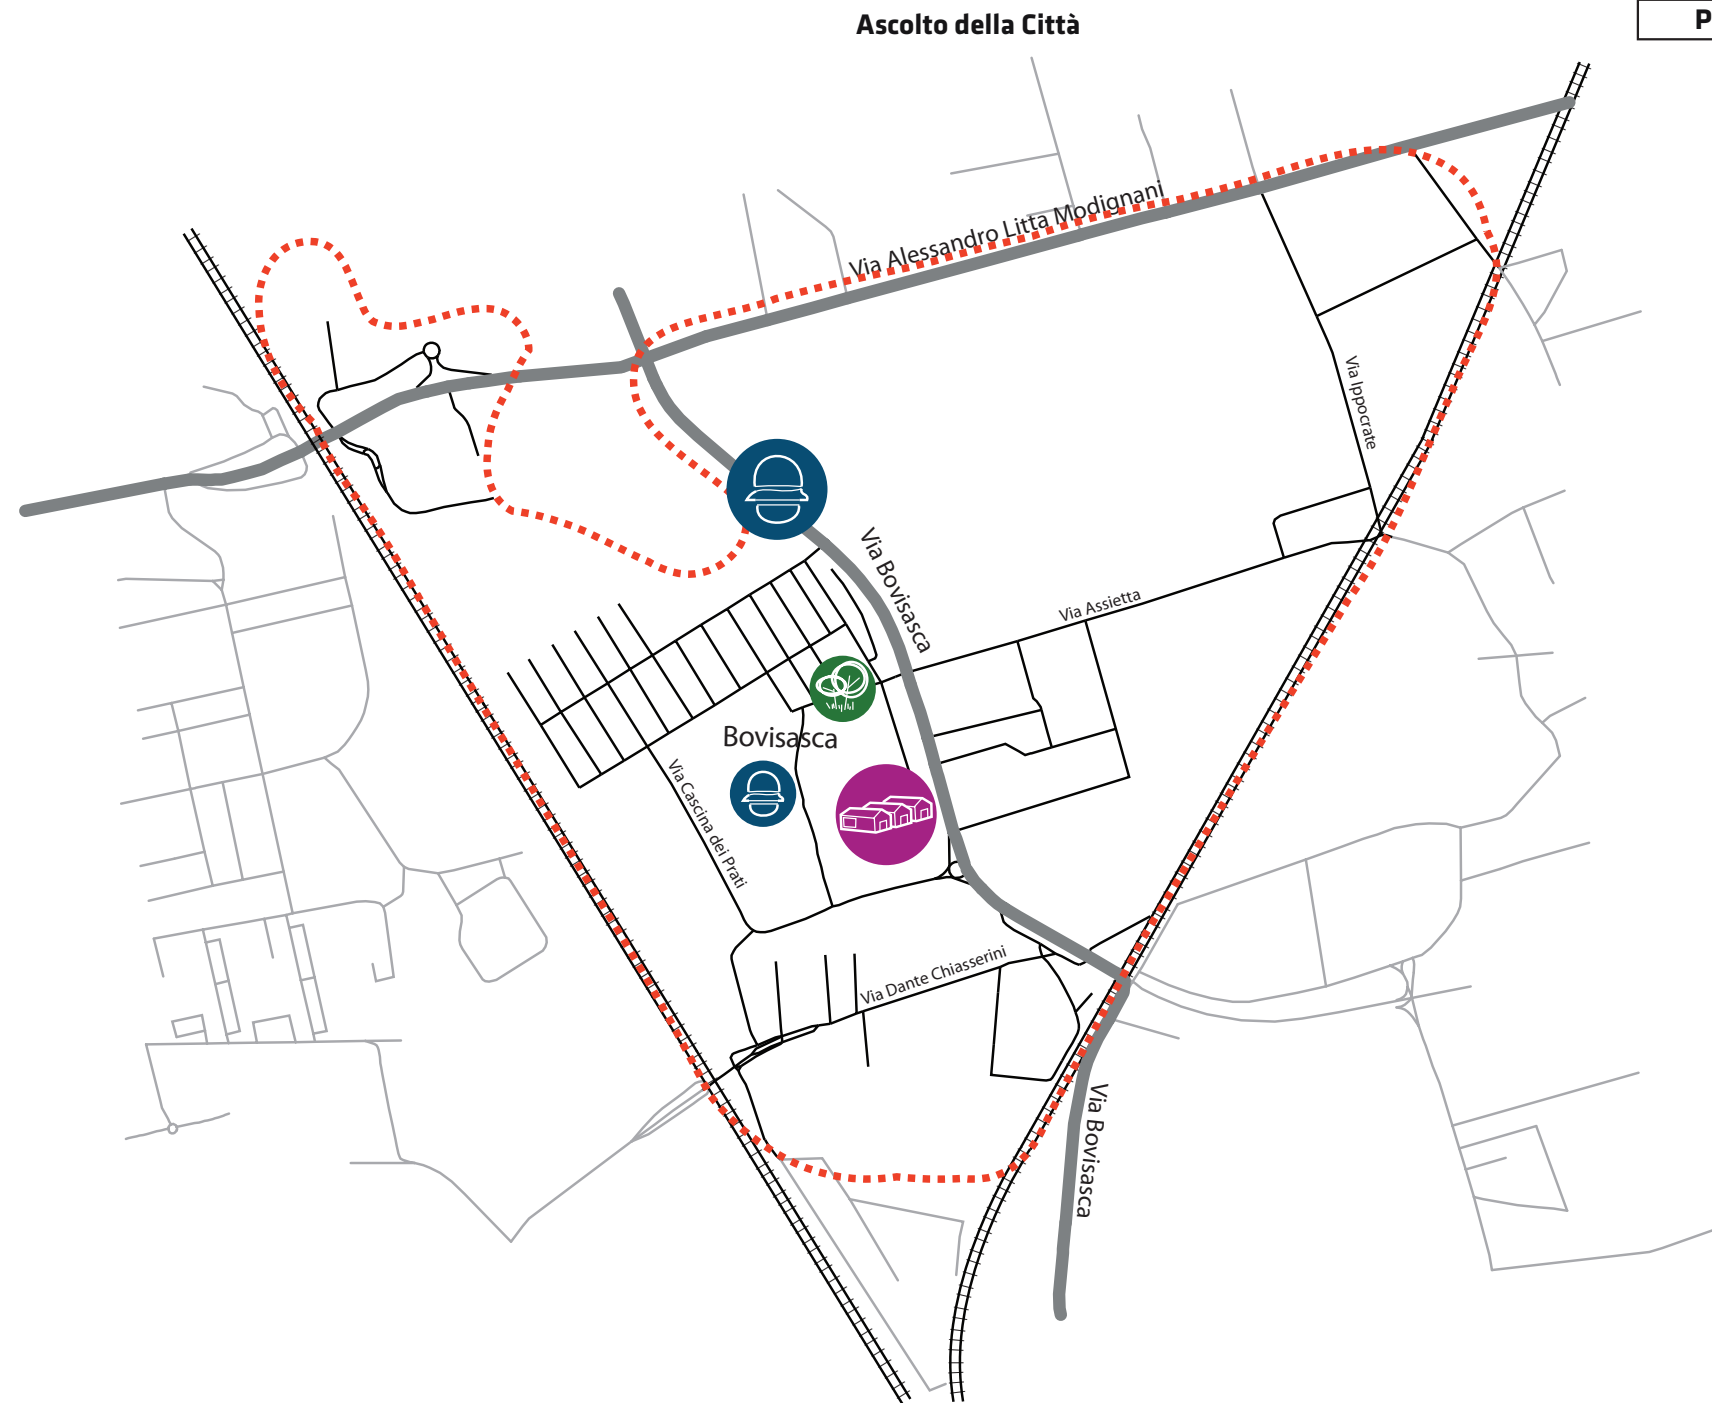 Ascolto della Città
P
Via Alessandro Litta Modignani
Via Ippocrate
Via Bovisasca
Via Assietta
Bovisasca
Via Cascina dei Prati
Via Dante Chiasserini
Via Bovisasca